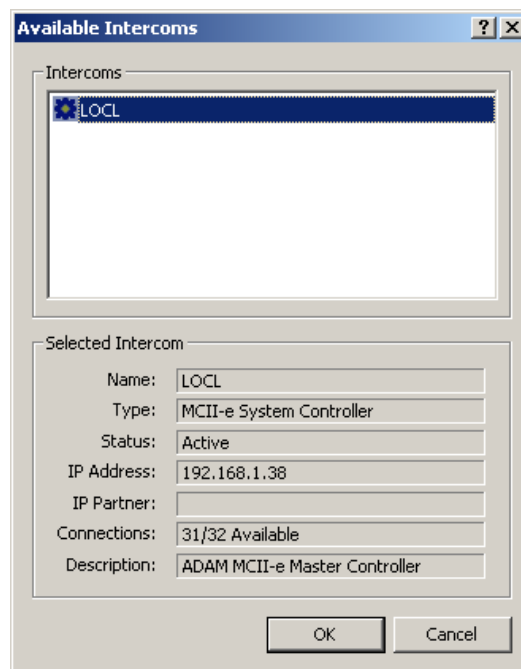 Available Intercoms
Intercoms
LOCL
Selected Intercom
Name: LOCL
Type: MCII-e System Controller
Status: Active
IP Address: 192.168.1.38
IP Partner:
Connections: 31/32 Available
Description: ADAM MCII-e Master Controller
OK Cancel